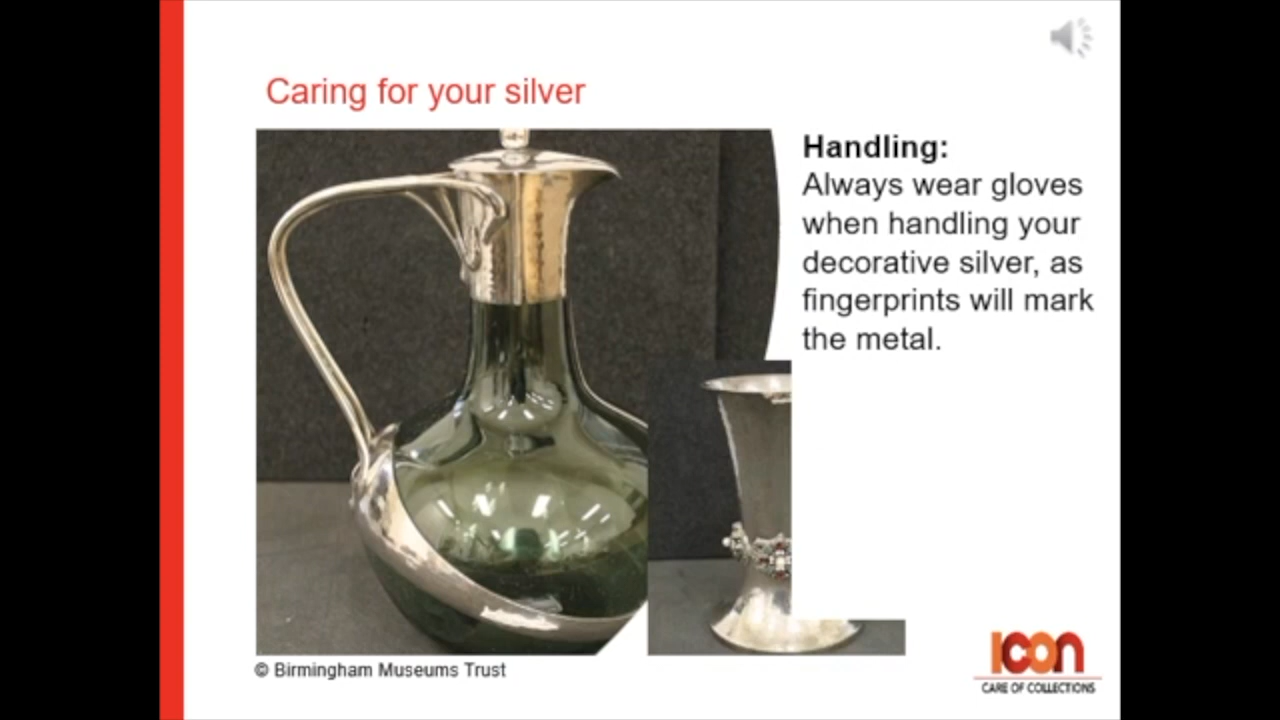 Caring for your silver
Handling:
Always wear gloves
when handling your
decorative silver, as
fingerprints will mark
the metal.
© Birmingham Museums Trust
icon
CARE OF COLLECTIONS